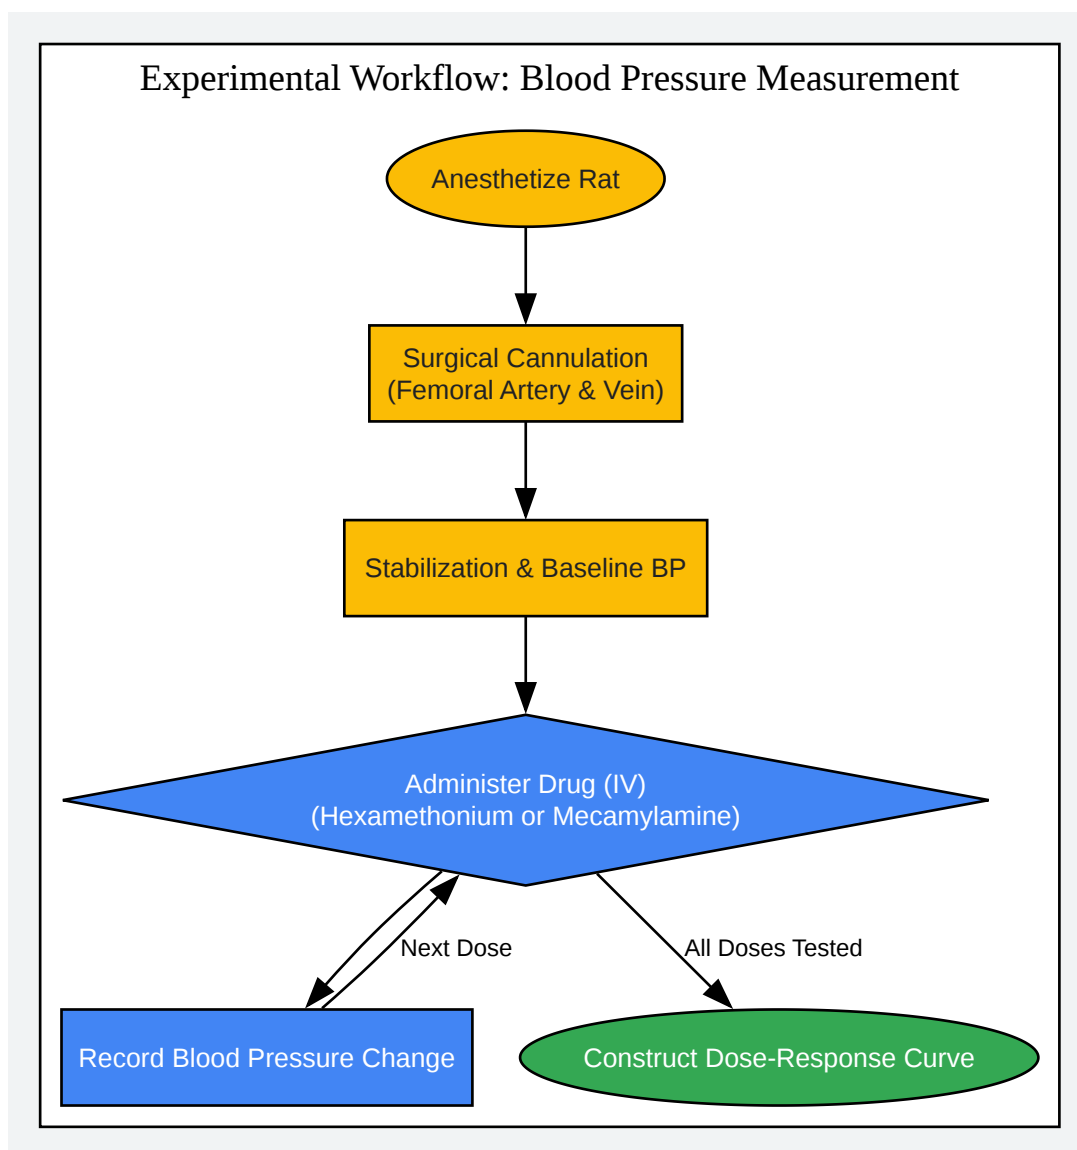 Experimental Workflow: Blood Pressure Measurement
Anesthetize Rat
Surgical Cannulation
(Femoral Artery & Vein)
Stabilization & Baseline BP
Administer Drug (IV)
(Hexamethonium or Mecamylamine)
Next Dose
All Doses Tested
Record Blood Pressure Change
Construct Dose-Response Curve